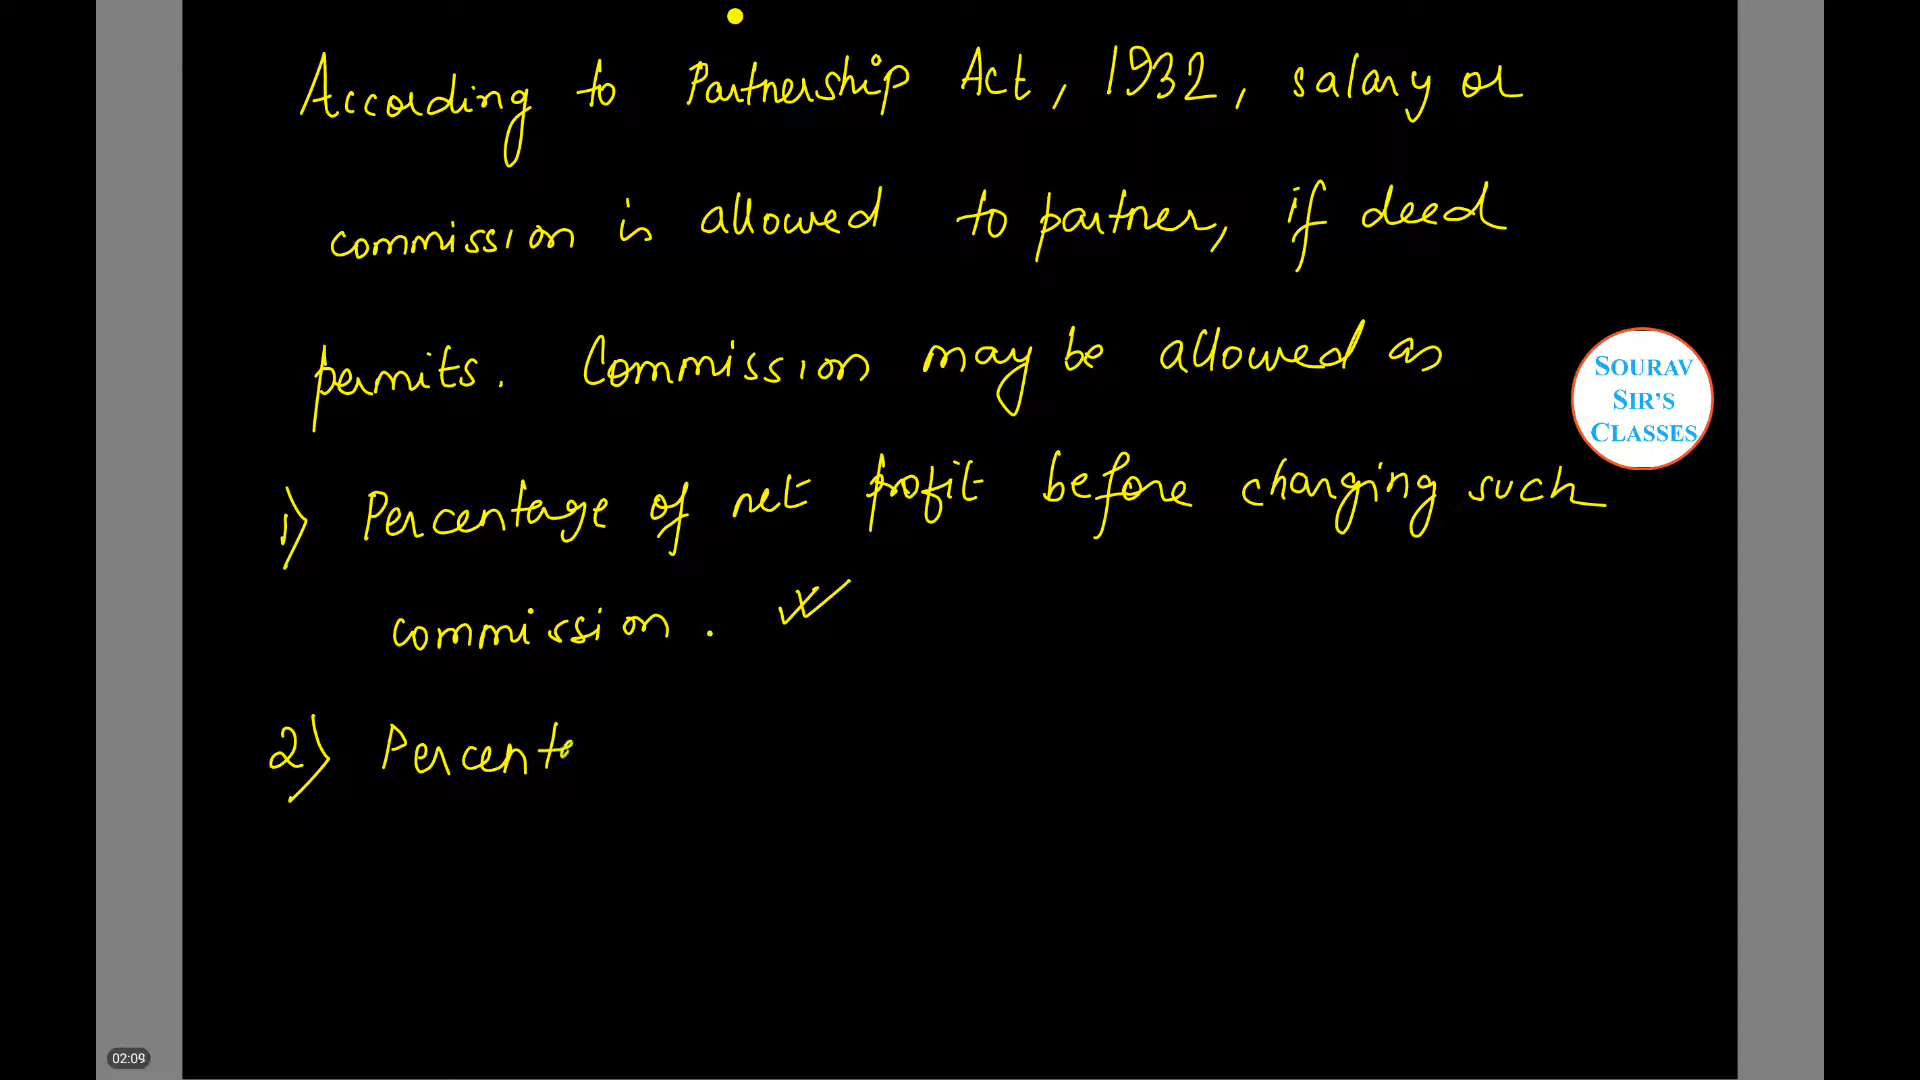 According to Partnership Act, 1932, salary or
commission is allowed to partner, if deed
permits. Commission may be allowed as
SOURAV
SIR'S
CLASSES
1) Percentage of net profit before charging such
commission.
2) Percente
02:09